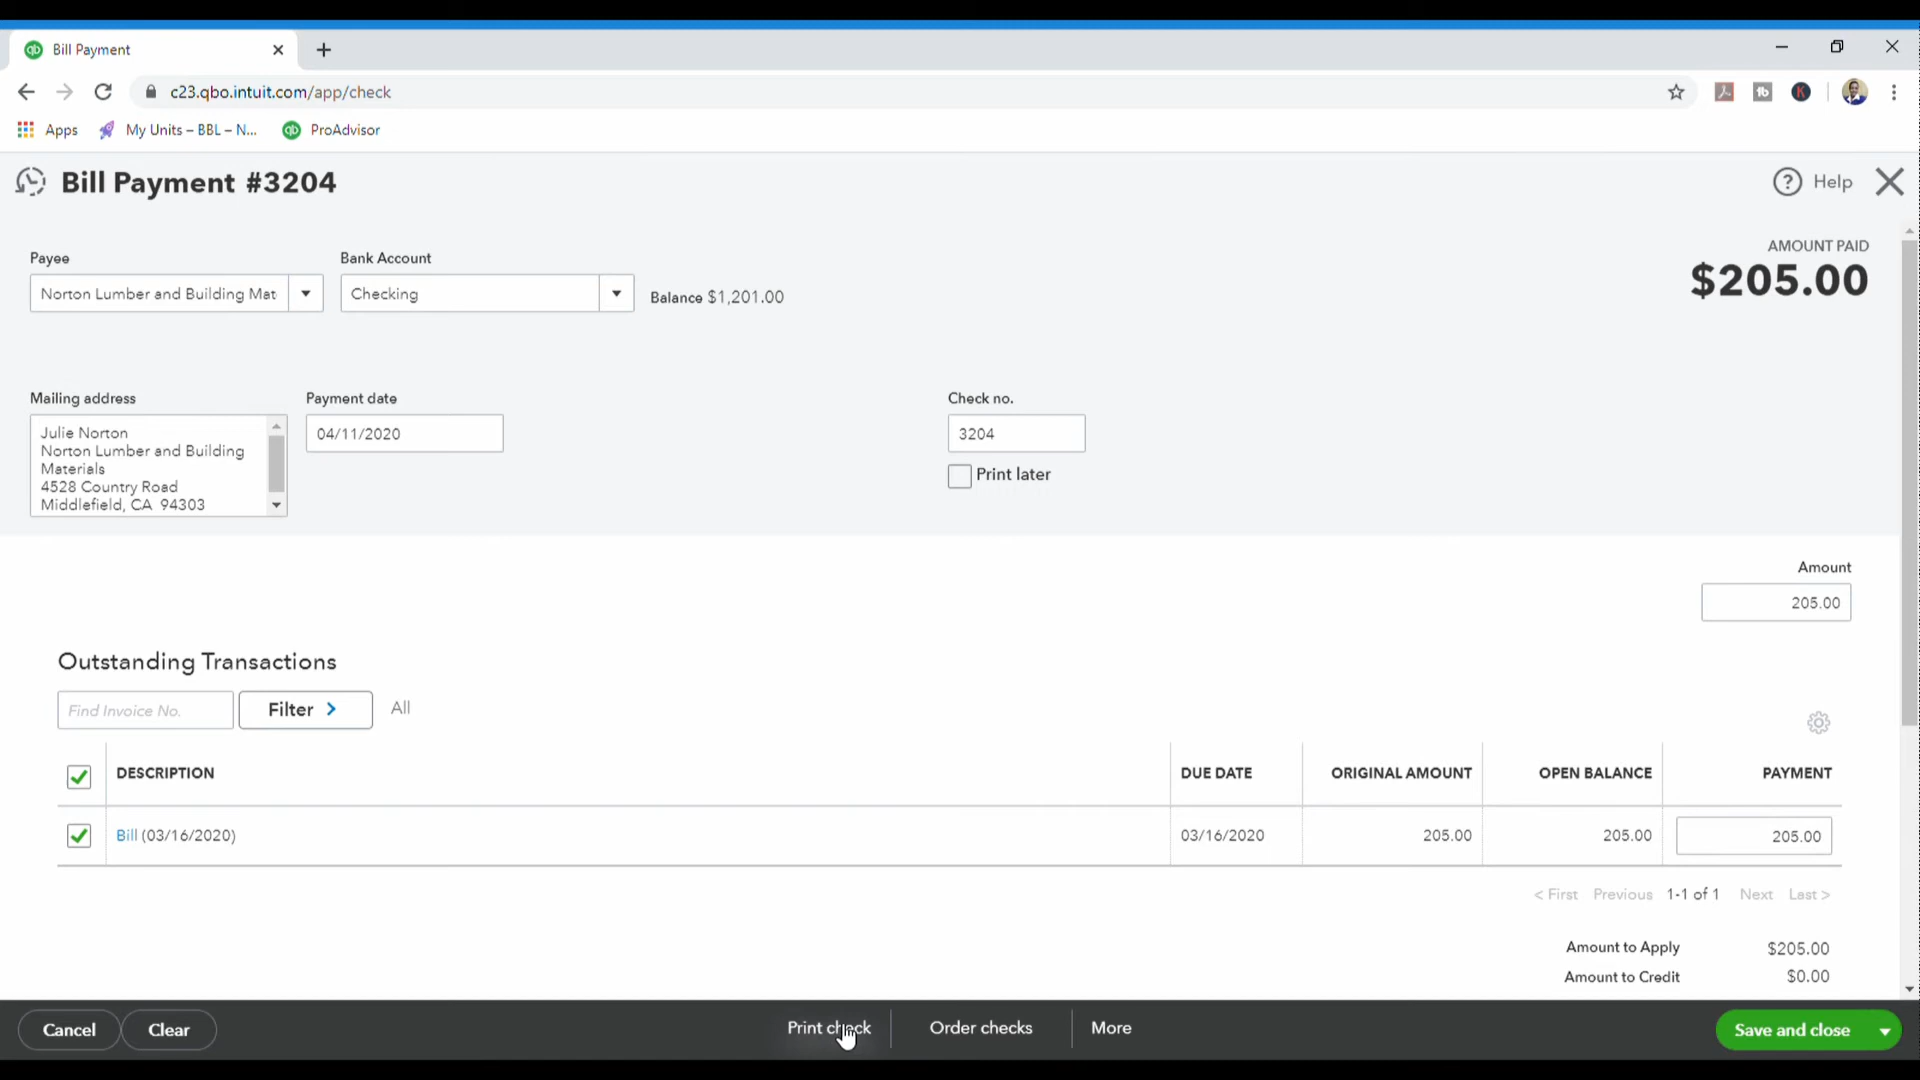 Bill Payment
c23.qbo.intuit.com/app/check
Apps My Units – BBL – N... ProAdvisor
Bill Payment #3204
Help
Payee
Bank Account
AMOUNT PAID
Norton Lumber and Building Mat
Checking
Balance $1,201.00
$205.00
Mailing address
Payment date
Check no.
Julie Norton
Norton Lumber and Building
Materials
4528 Country Road
Middlefield, CA 94303
04/11/2020
3204
Print later
Amount
205.00
Outstanding Transactions
Find Invoice No.
Filter
All
DESCRIPTION DUE DATE ORIGINAL AMOUNT OPEN BALANCE PAYMENT
Bill (03/16/2020) 03/16/2020 205.00 205.00 205.00
< First Previous 1-1 of 1 Next Last >
Amount to Apply $205.00
Amount to Credit $0.00
Cancel Clear Print check Order checks More Save and close